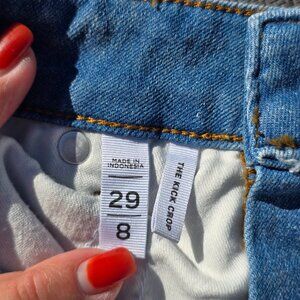 MADE IN
INDONESIA
29
8
THE KICK CROP